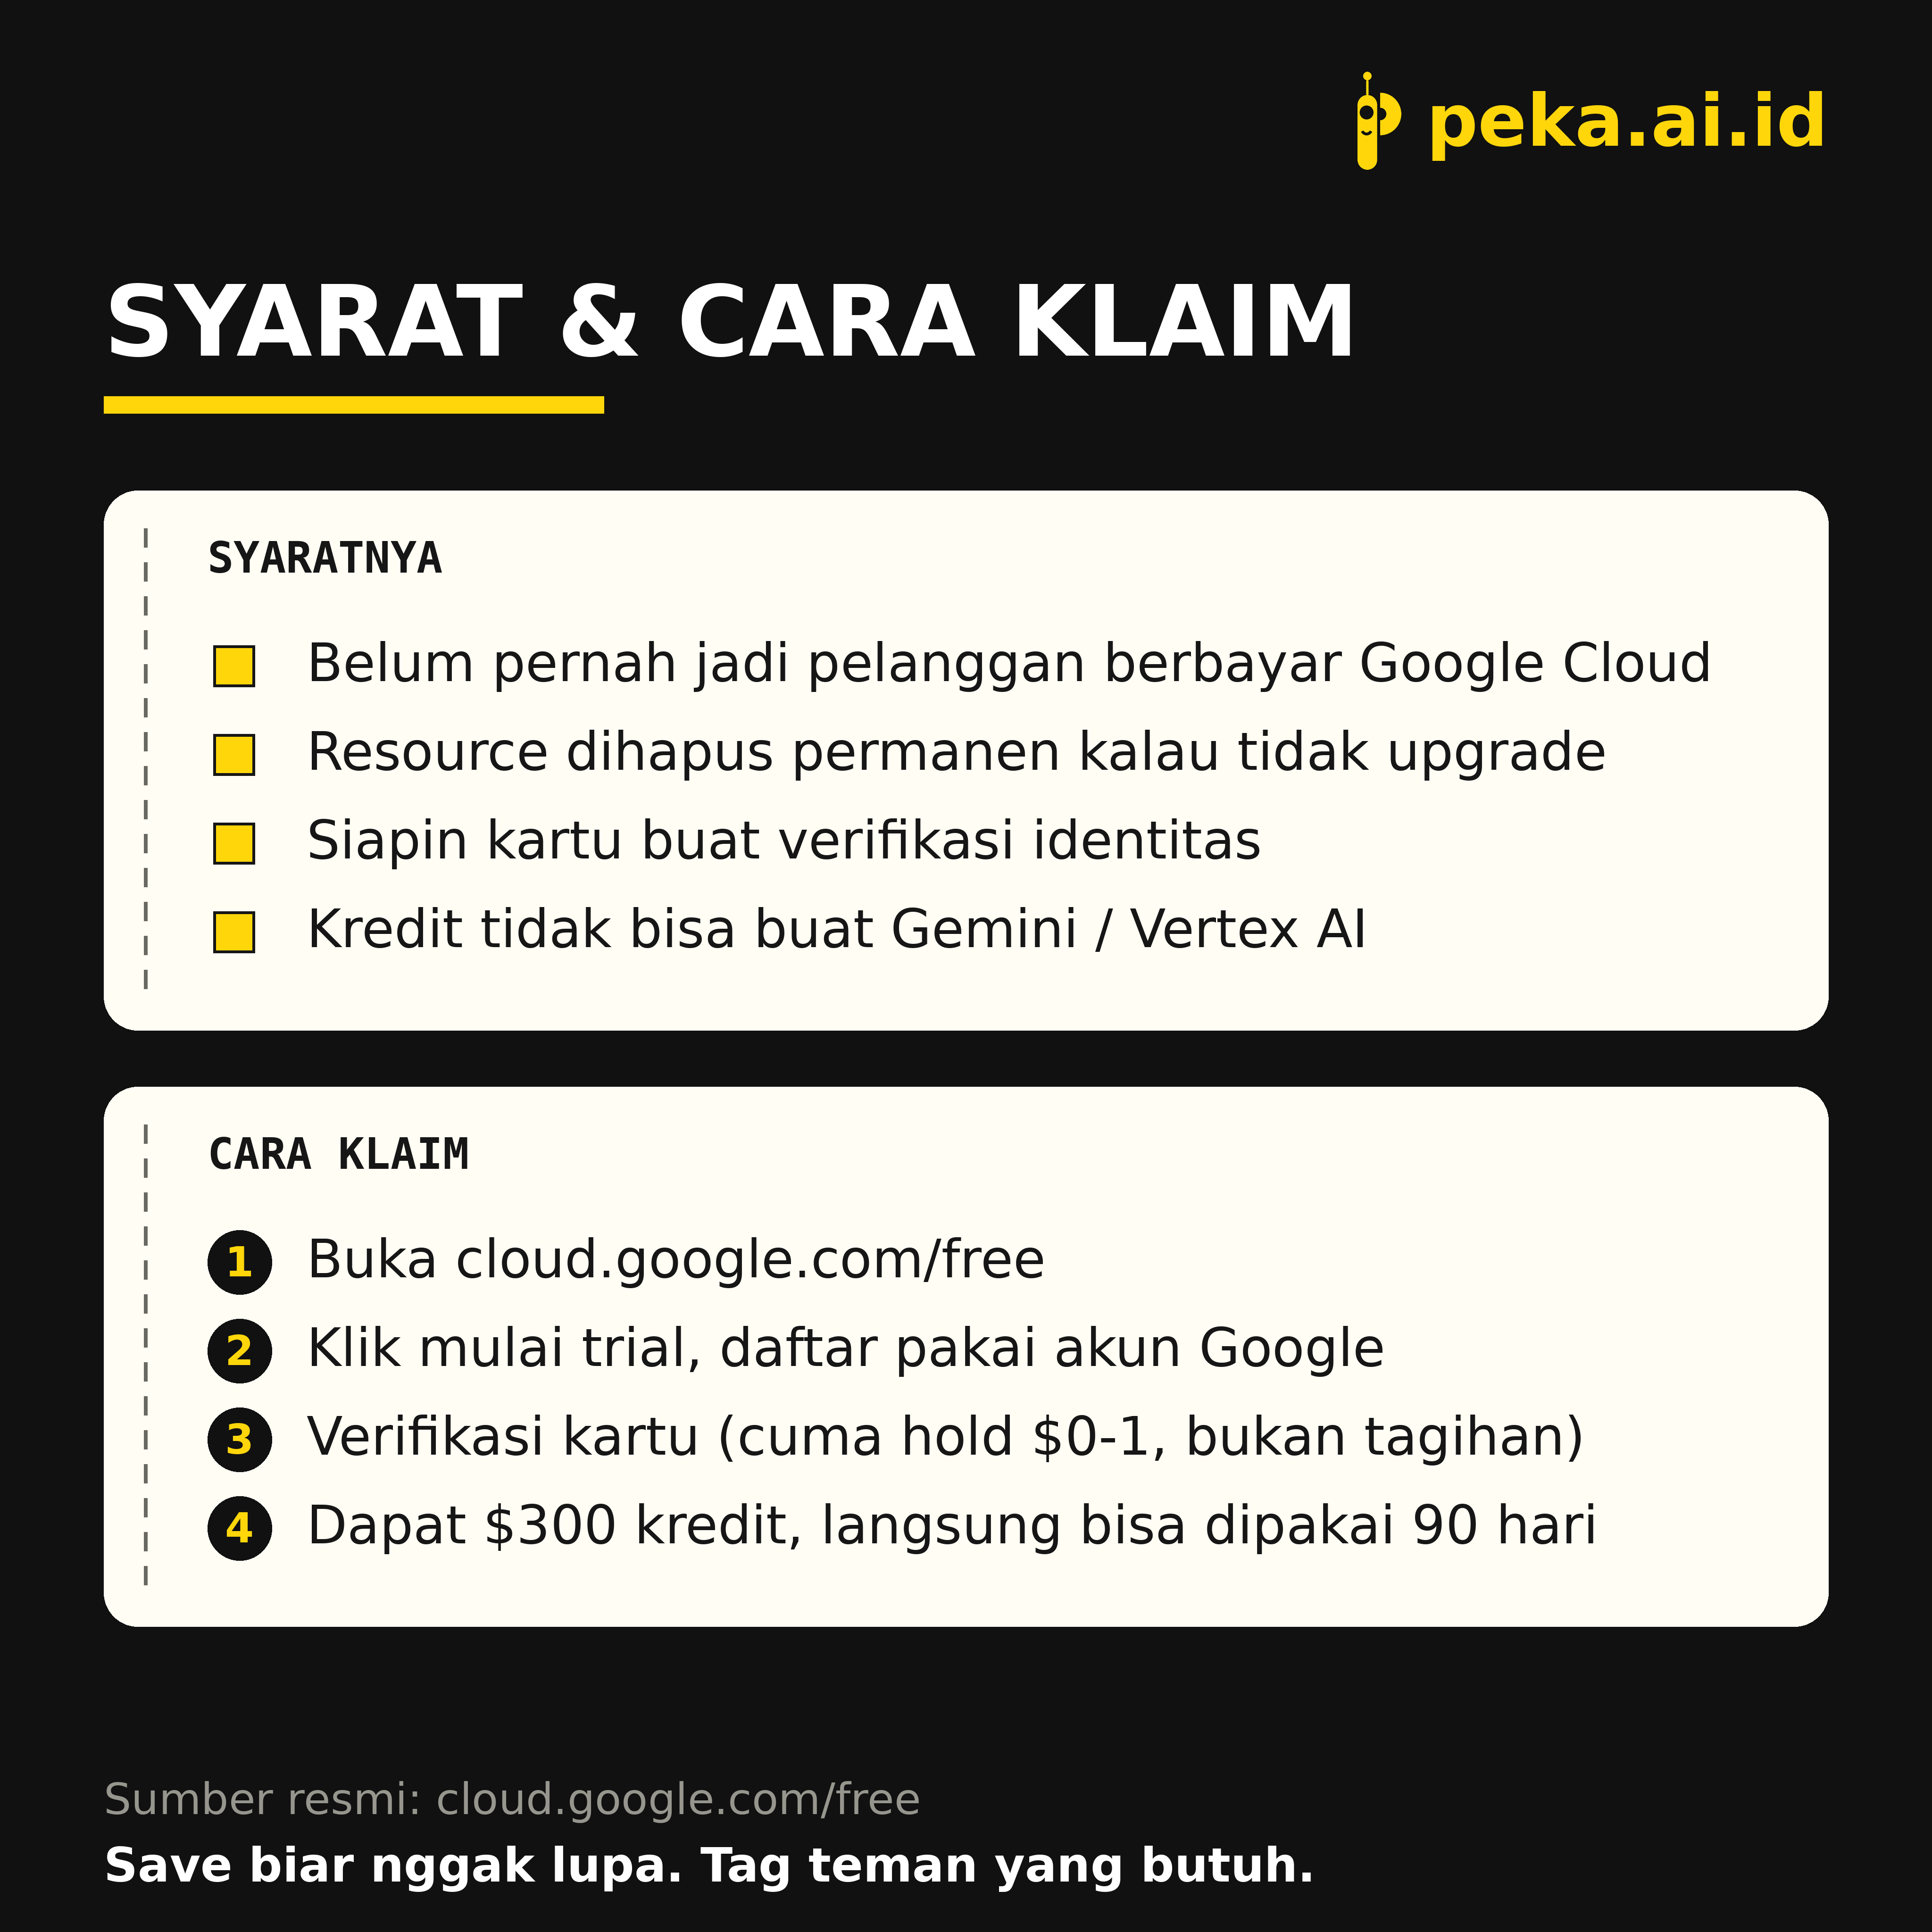 peka.ai.id
SYARAT & CARA KLAIM
SYARATNYA
Belum pernah jadi pelanggan berbayar Google Cloud
Resource dihapus permanen kalau tidak upgrade
Siapin kartu buat verifikasi identitas
Kredit tidak bisa buat Gemini / Vertex AI
CARA KLAIM
1 Buka cloud.google.com/free
2 Klik mulai trial, daftar pakai akun Google
3 Verifikasi kartu (cuma hold $0-1, bukan tagihan)
4 Dapat $300 kredit, langsung bisa dipakai 90 hari
Sumber resmi: cloud.google.com/free
Save biar nggak lupa. Tag teman yang butuh.